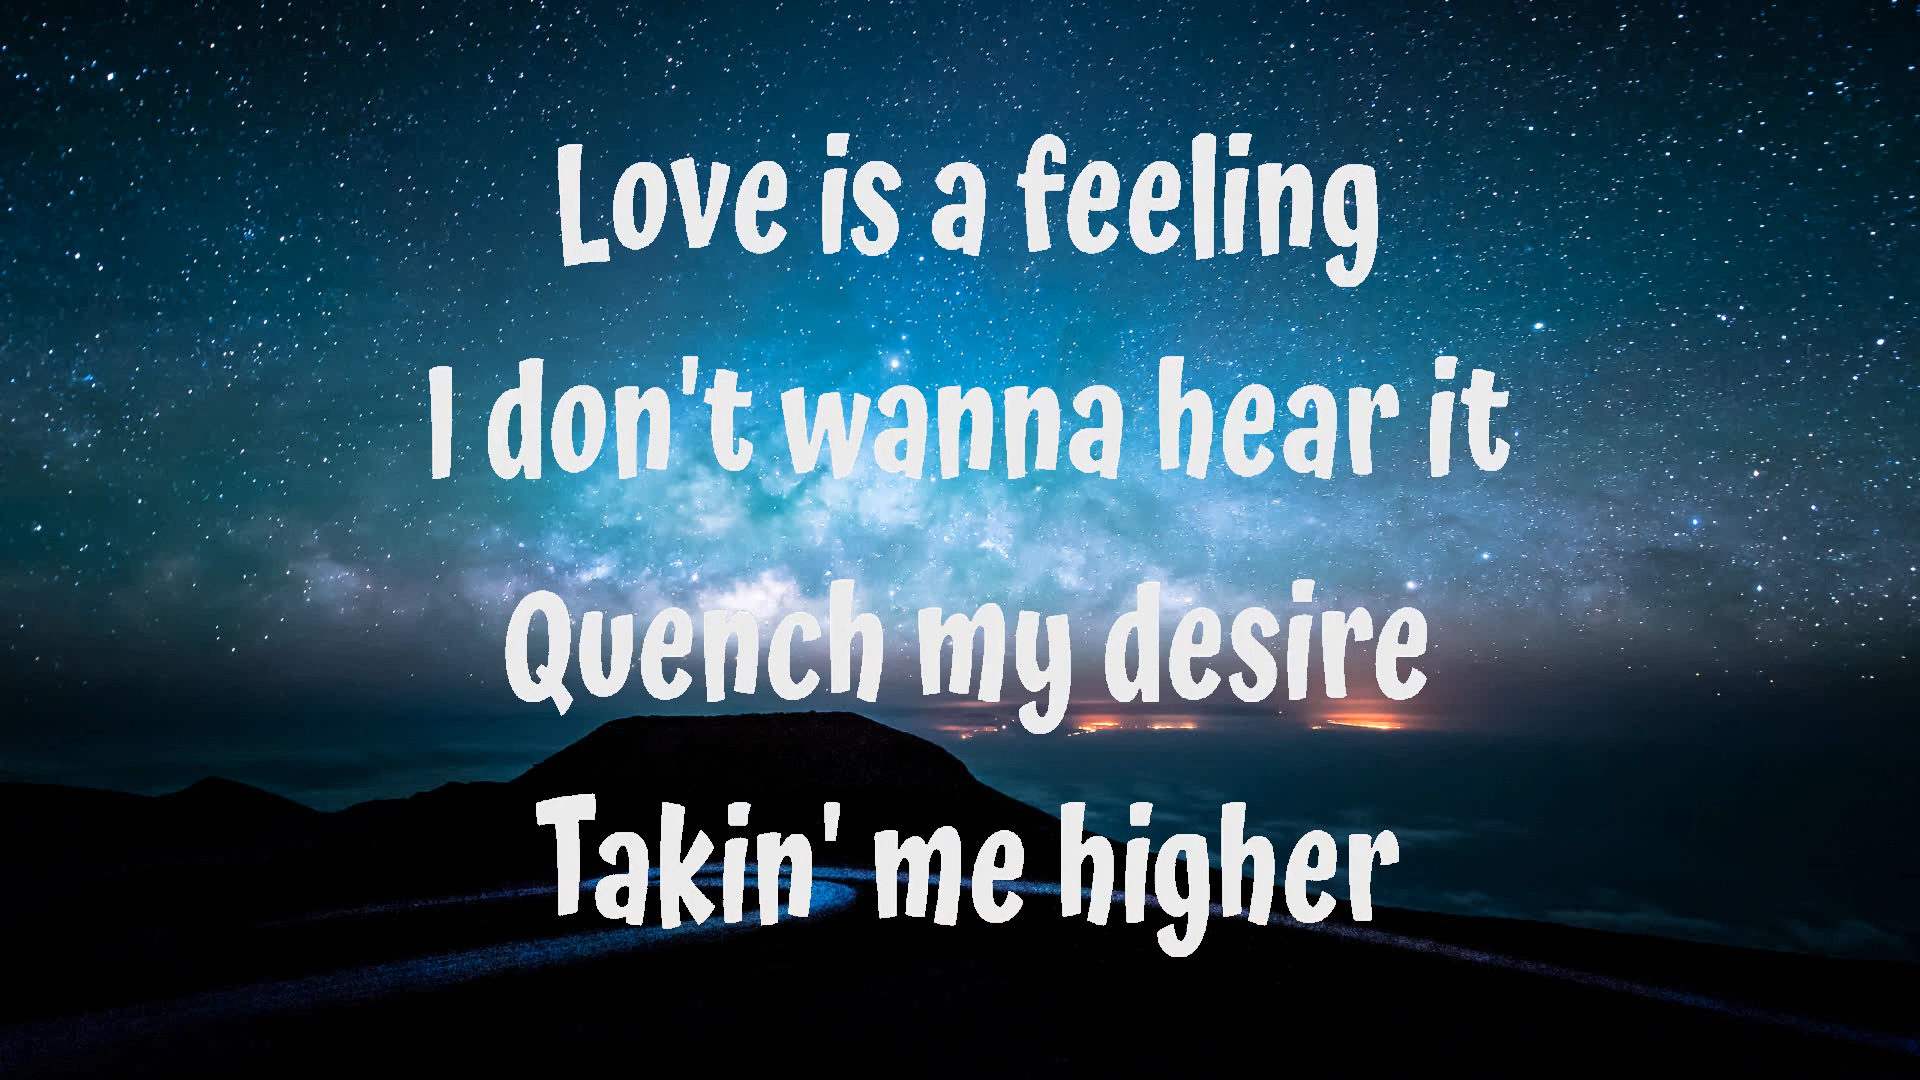 Love is a feeling
I don't wanna hear it
Quench my desire
Takin' me higher